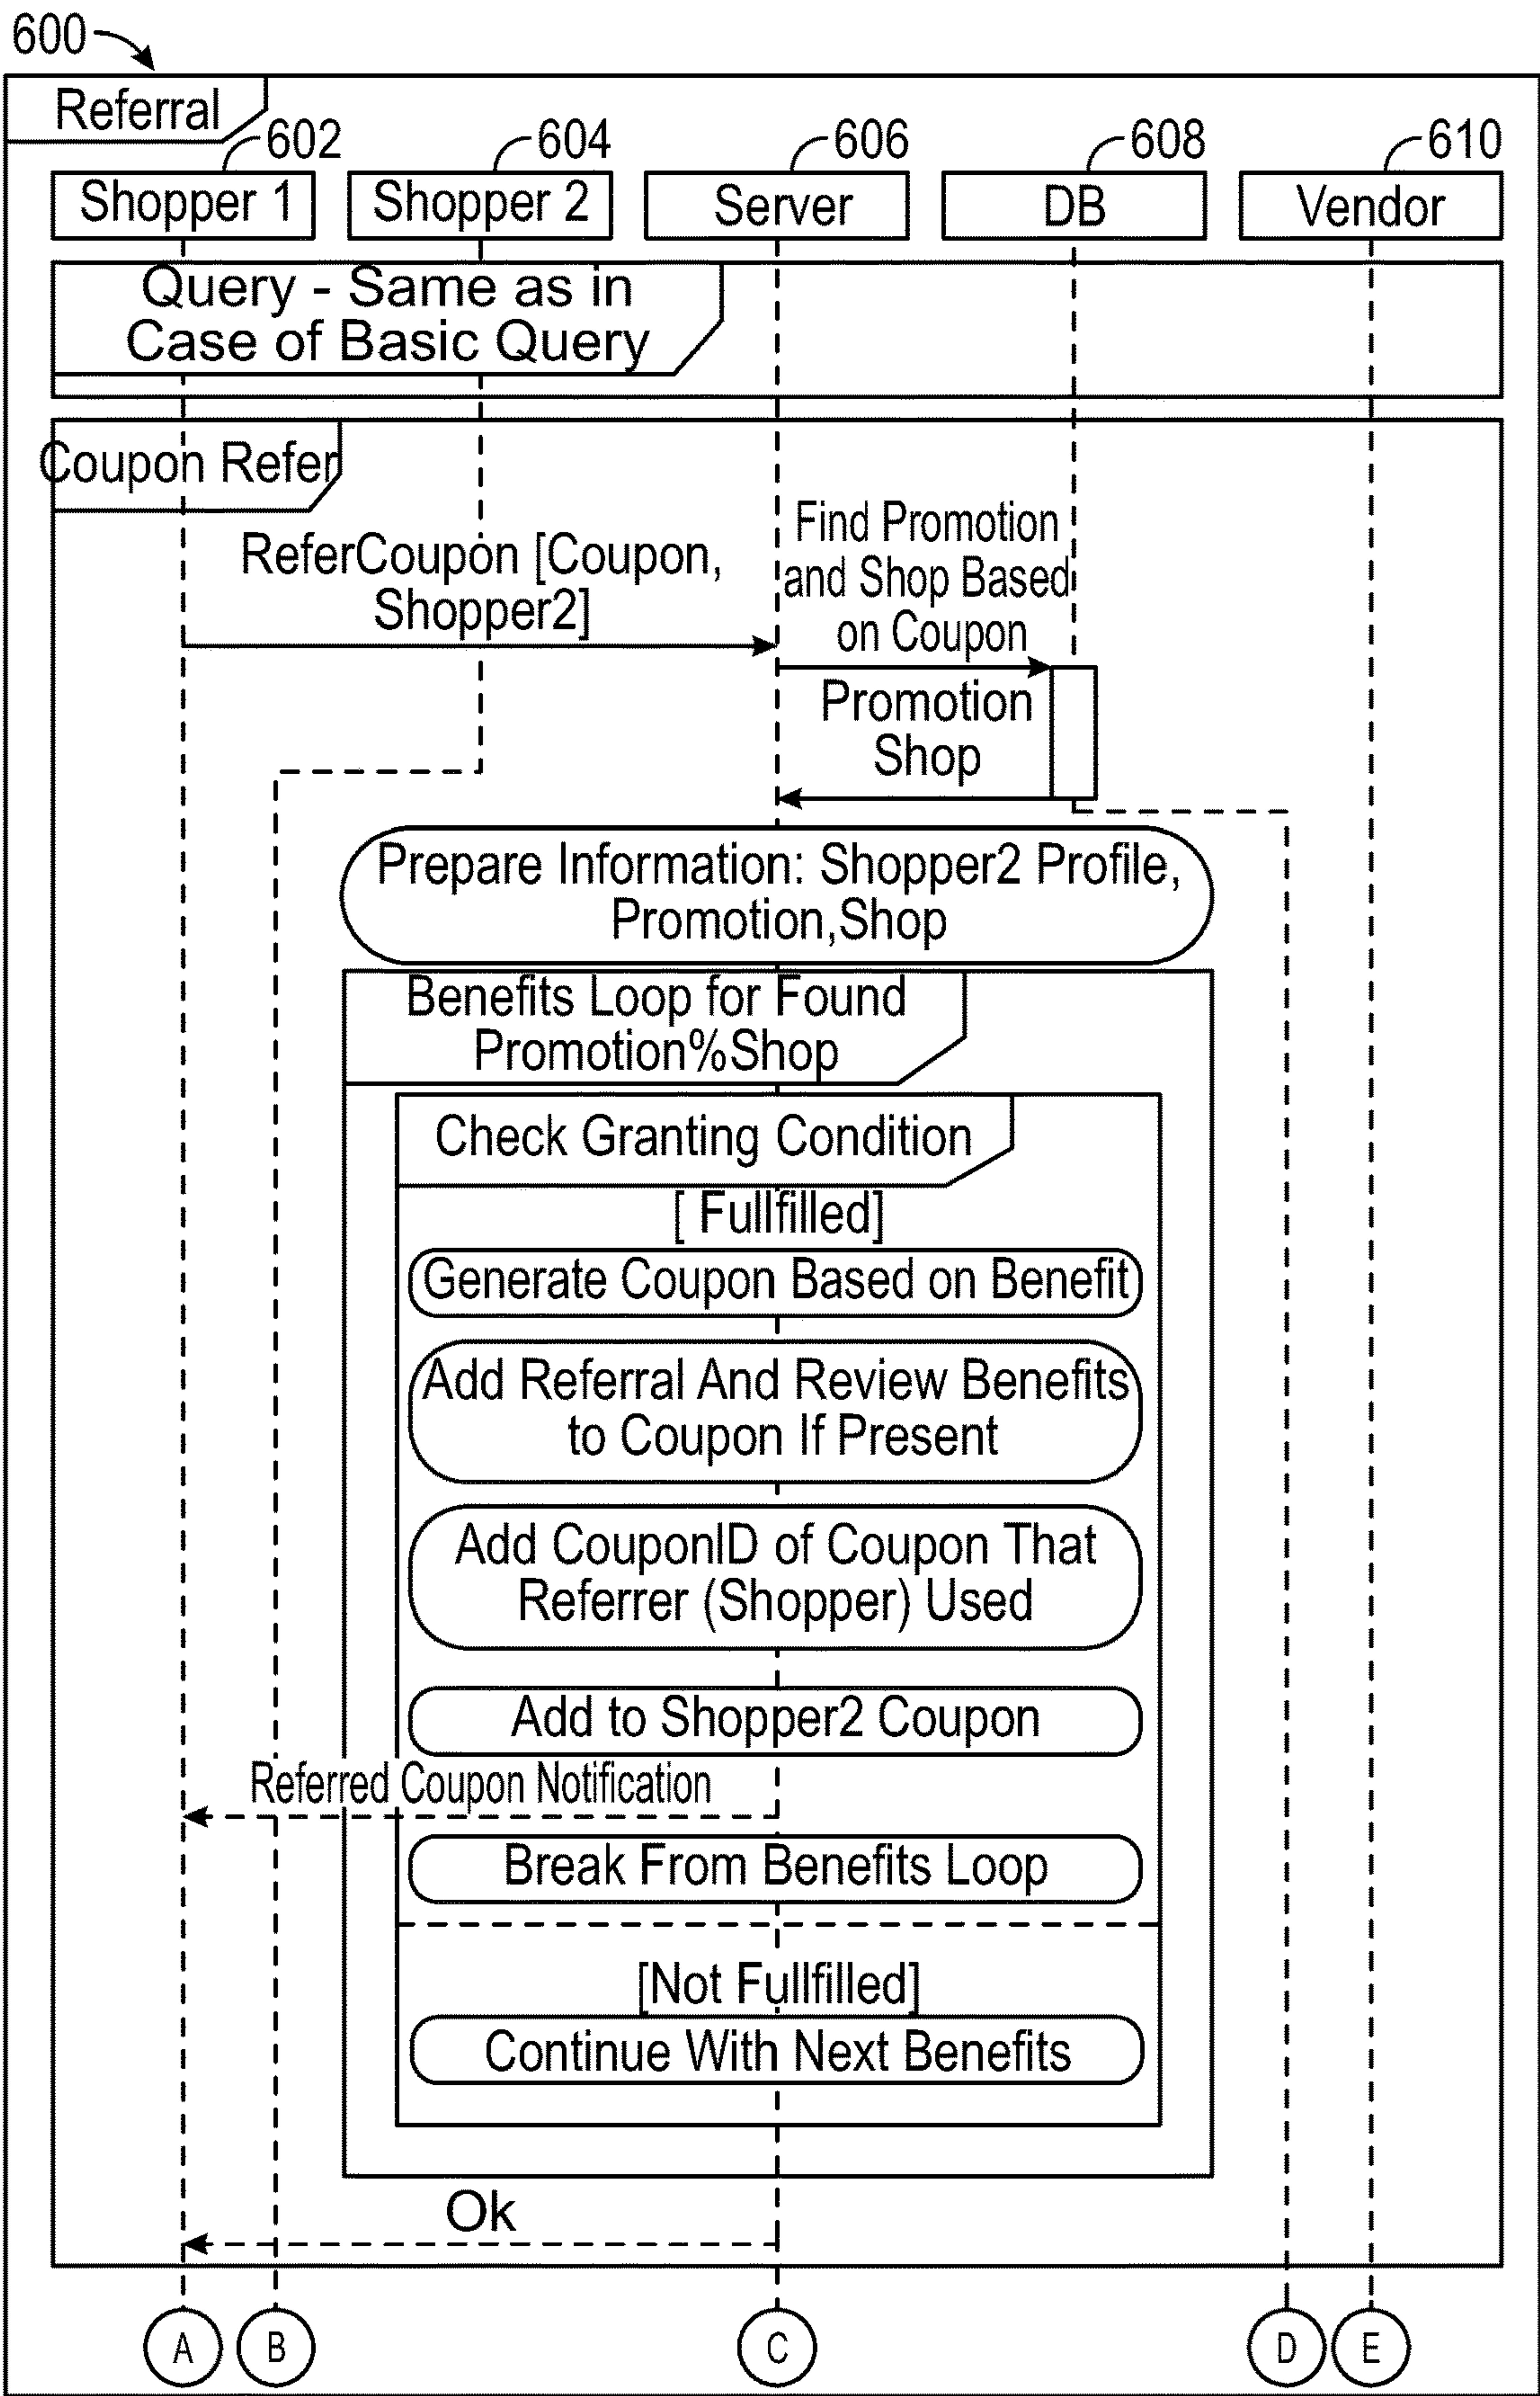 600
Referral
602
604
606
608
610
Shopper 1
Shopper 2
Server
DB
Vendor
Query - Same as in
Case of Basic Query
Coupon Refer
ReferCoupon [Coupon,
Shopper2]
Find Promotion
and Shop Based
on Coupon
Promotion
Shop
Prepare Information: Shopper2 Profile,
Promotion,Shop
Benefits Loop for Found
Promotion%Shop
Check Granting Condition
[ Fullfilled]
Generate Coupon Based on Benefit
Add Referral And Review Benefits
to Coupon If Present
Add CouponID of Coupon That
Referrer (Shopper) Used
Add to Shopper2 Coupon
Referred Coupon Notification
Break From Benefits Loop
[Not Fullfilled]
Continue With Next Benefits
Ok
A
B
C
D
E